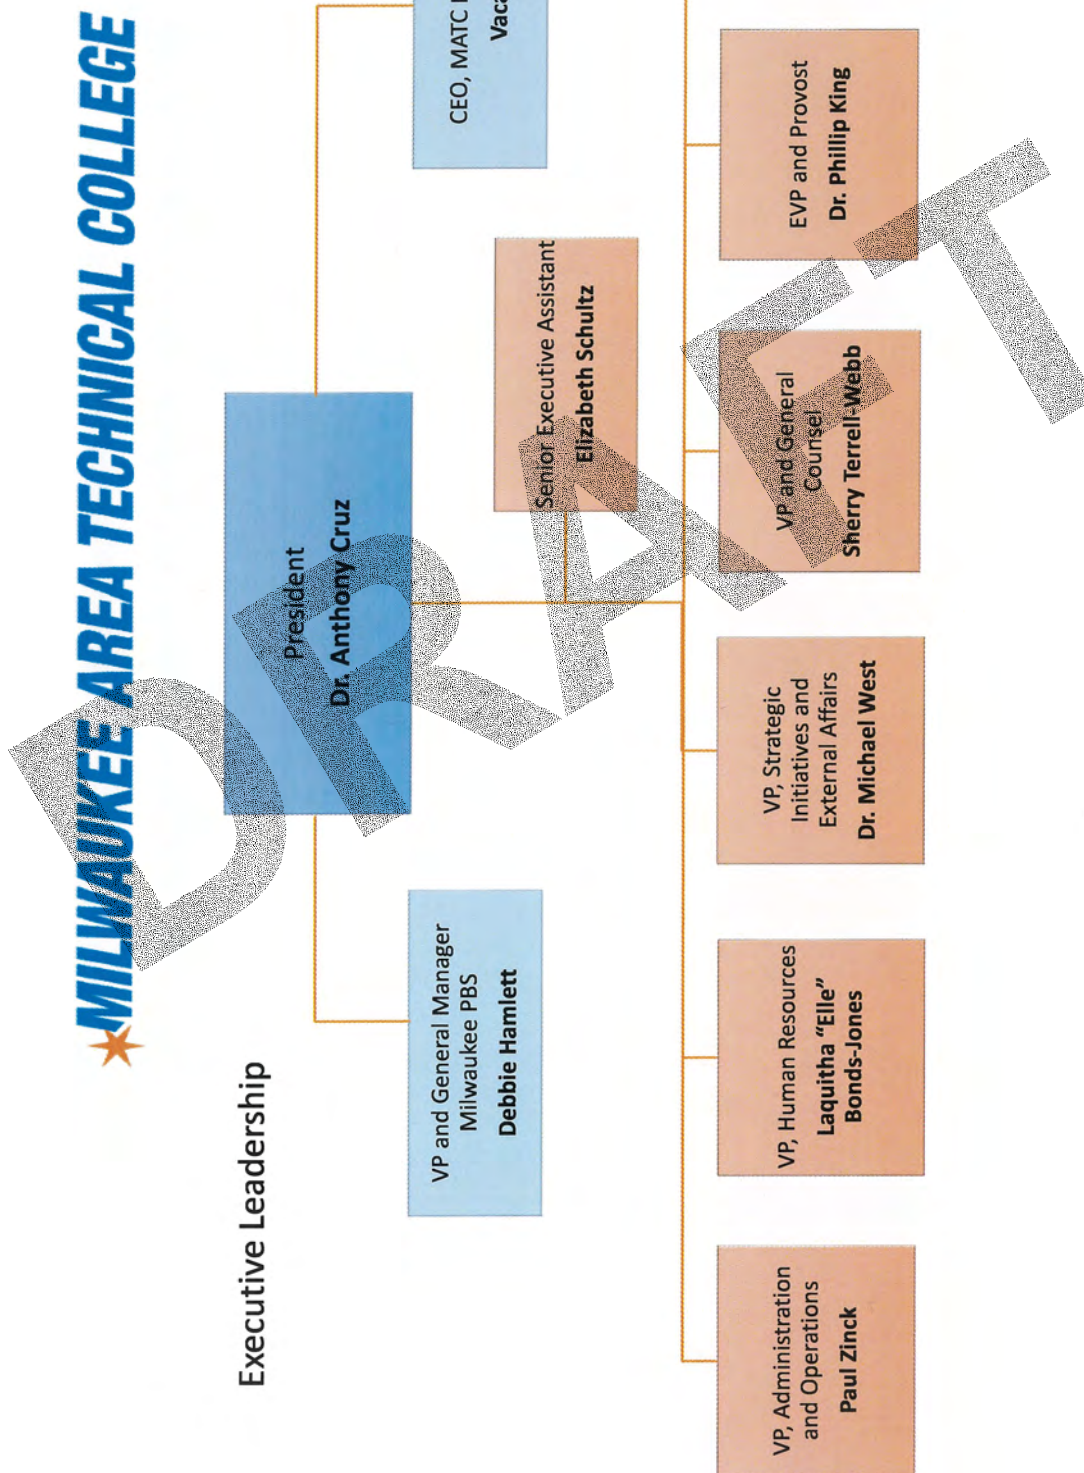 MILWAUKEE AREA TECHNICAL COLLEGE
Executive Leadership
President
Dr. Anthony Cruz
VP and General Manager
Milwaukee PBS
Debbie Hamlett
CEO, MATC
Senior Executive Assistant
Elizabeth Schultz
VP, Administration
and Operations
Paul Zinck
VP, Human Resources
Laquitha “Elle”
Bonds-Jones
VP, Strategic
Initiatives and
External Affairs
Dr. Michael West
VP and General
Counsel
Sherry Terrell-Webb
EVP and Provost
Dr. Phillip King
DRAFT